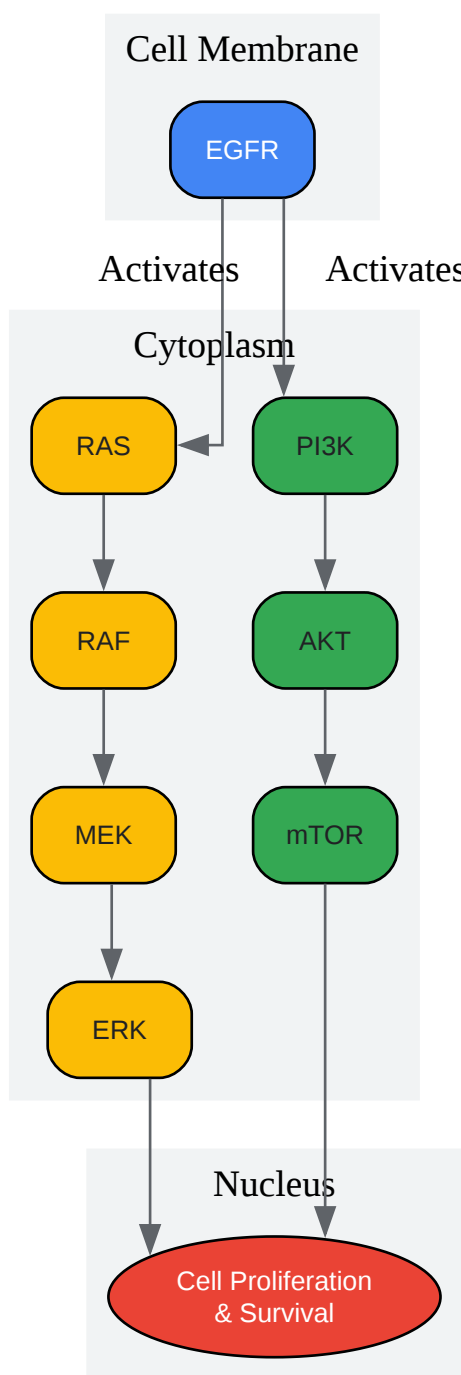 Cell Membrane
EGFR
Activates
Activates
Cytoplasm
RAS
PI3K
RAF
AKT
MEK
mTOR
ERK
Nucleus
Cell Proliferation
& Survival